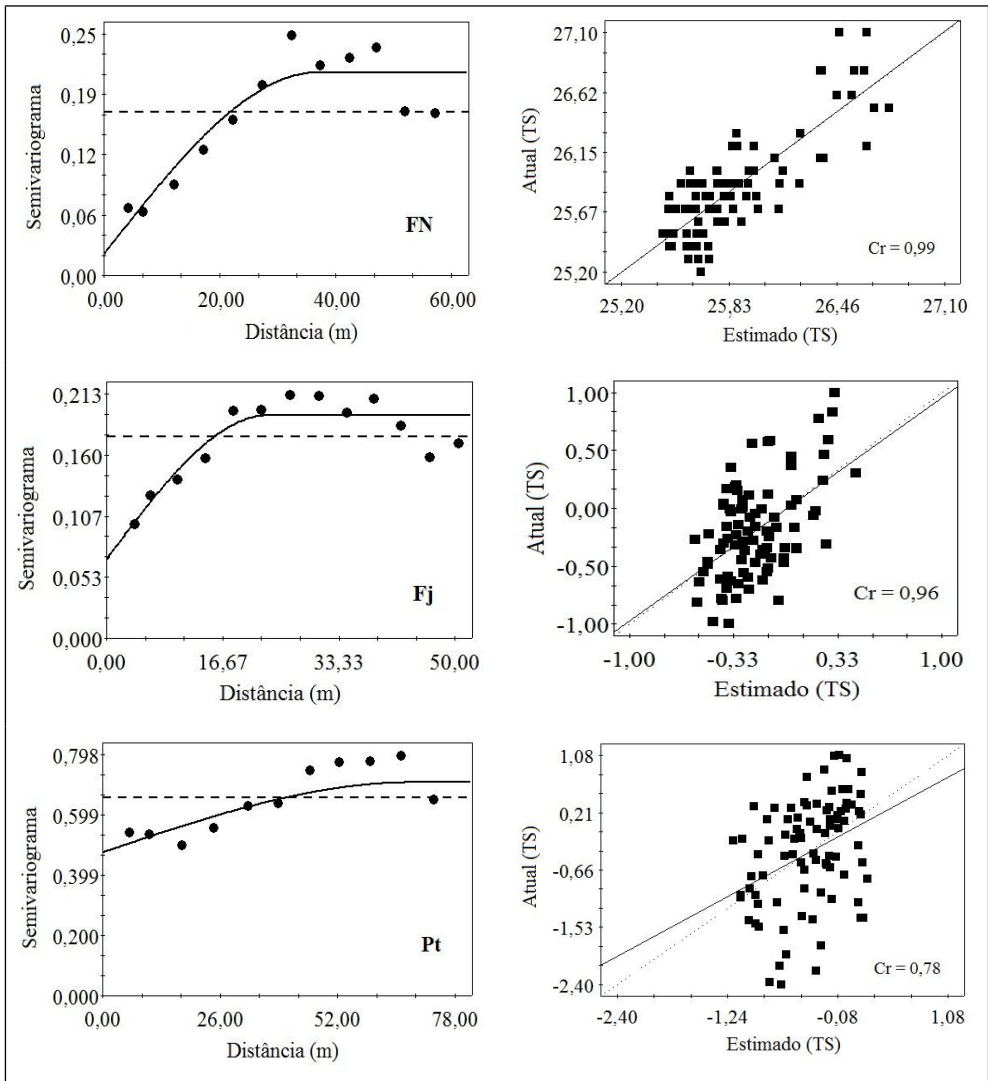 0,25
0,19
0,12
0,06
0,00
Semivariograma
FN
0,00 20,00 40,00 60,00
Distância (m)
27,10
26,62
26,15
25,67
25,20
Atual (TS)
Cr = 0,99
25,20 25,83 26,46 27,10
Estimado (TS)
0,213
0,160
0,107
0,053
0,000
Semivariograma
Fj
0,00 16,67 33,33 50,00
Distância (m)
1,00
0,50
0,00
-0,50
-1,00
Atual (TS)
Cr = 0,96
-1,00 -0,33 0,33 1,00
Estimado (TS)
0,798
0,599
0,399
0,200
0,000
Semivariograma
Pt
0,00 26,00 52,00 78,00
Distância (m)
1,08
0,21
-0,66
-1,53
-2,40
Atual (TS)
Cr = 0,78
-2,40 -1,24 -0,08 1,08
Estimado (TS)